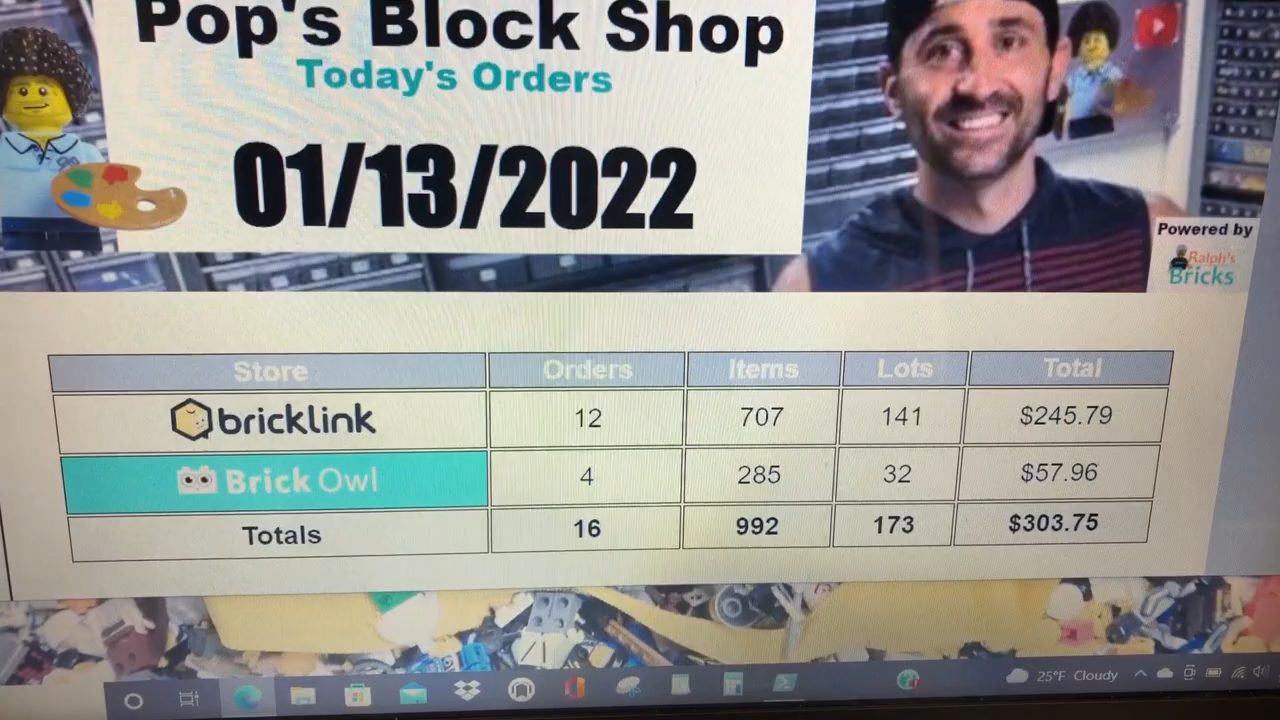 Pop's Block Shop
Today's Orders
01/13/2022
Powered by
Ralph's
Bricks
Store Orders Items Lots Total
bricklink 12 707 141 $245.79
Brick Owl 4 285 32 $57.96
Totals 16 992 173 $303.75
25°F Cloudy